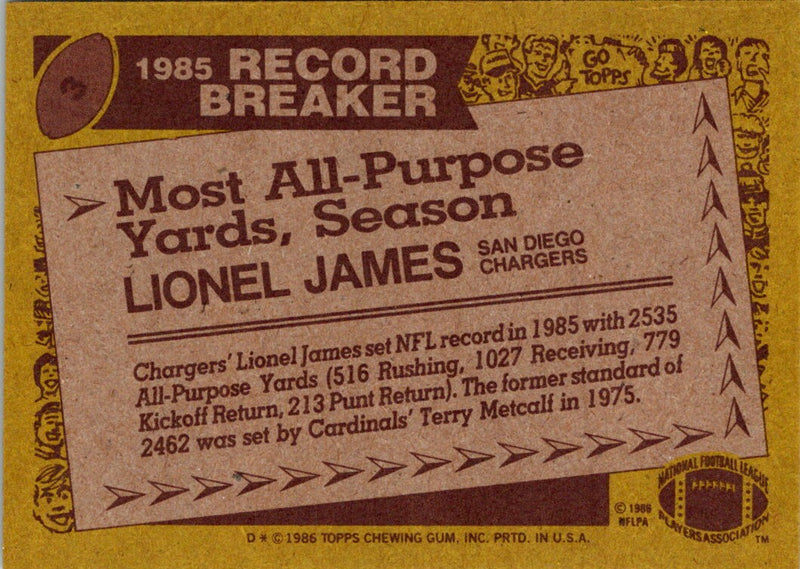 3
1985 RECORD
BREAKER
GO
TOPPS
Most All-Purpose
Yards, Season
LIONEL JAMES
SAN DIEGO
CHARGERS
Chargers' Lionel James set NFL record in 1985 with 2535
All-Purpose Yards (516 Rushing, 1027 Receiving, 779
Kickoff Return, 213 Punt Return). The former standard of
2462 was set by Cardinals' Terry Metcalf in 1975.
© 1986
NFLPA
NATIONAL FOOTBALL LEAGUE
PLAYERS ASSOCIATION
TM
D * © 1986 TOPPS CHEWING GUM, INC. PRTD. IN U.S.A.